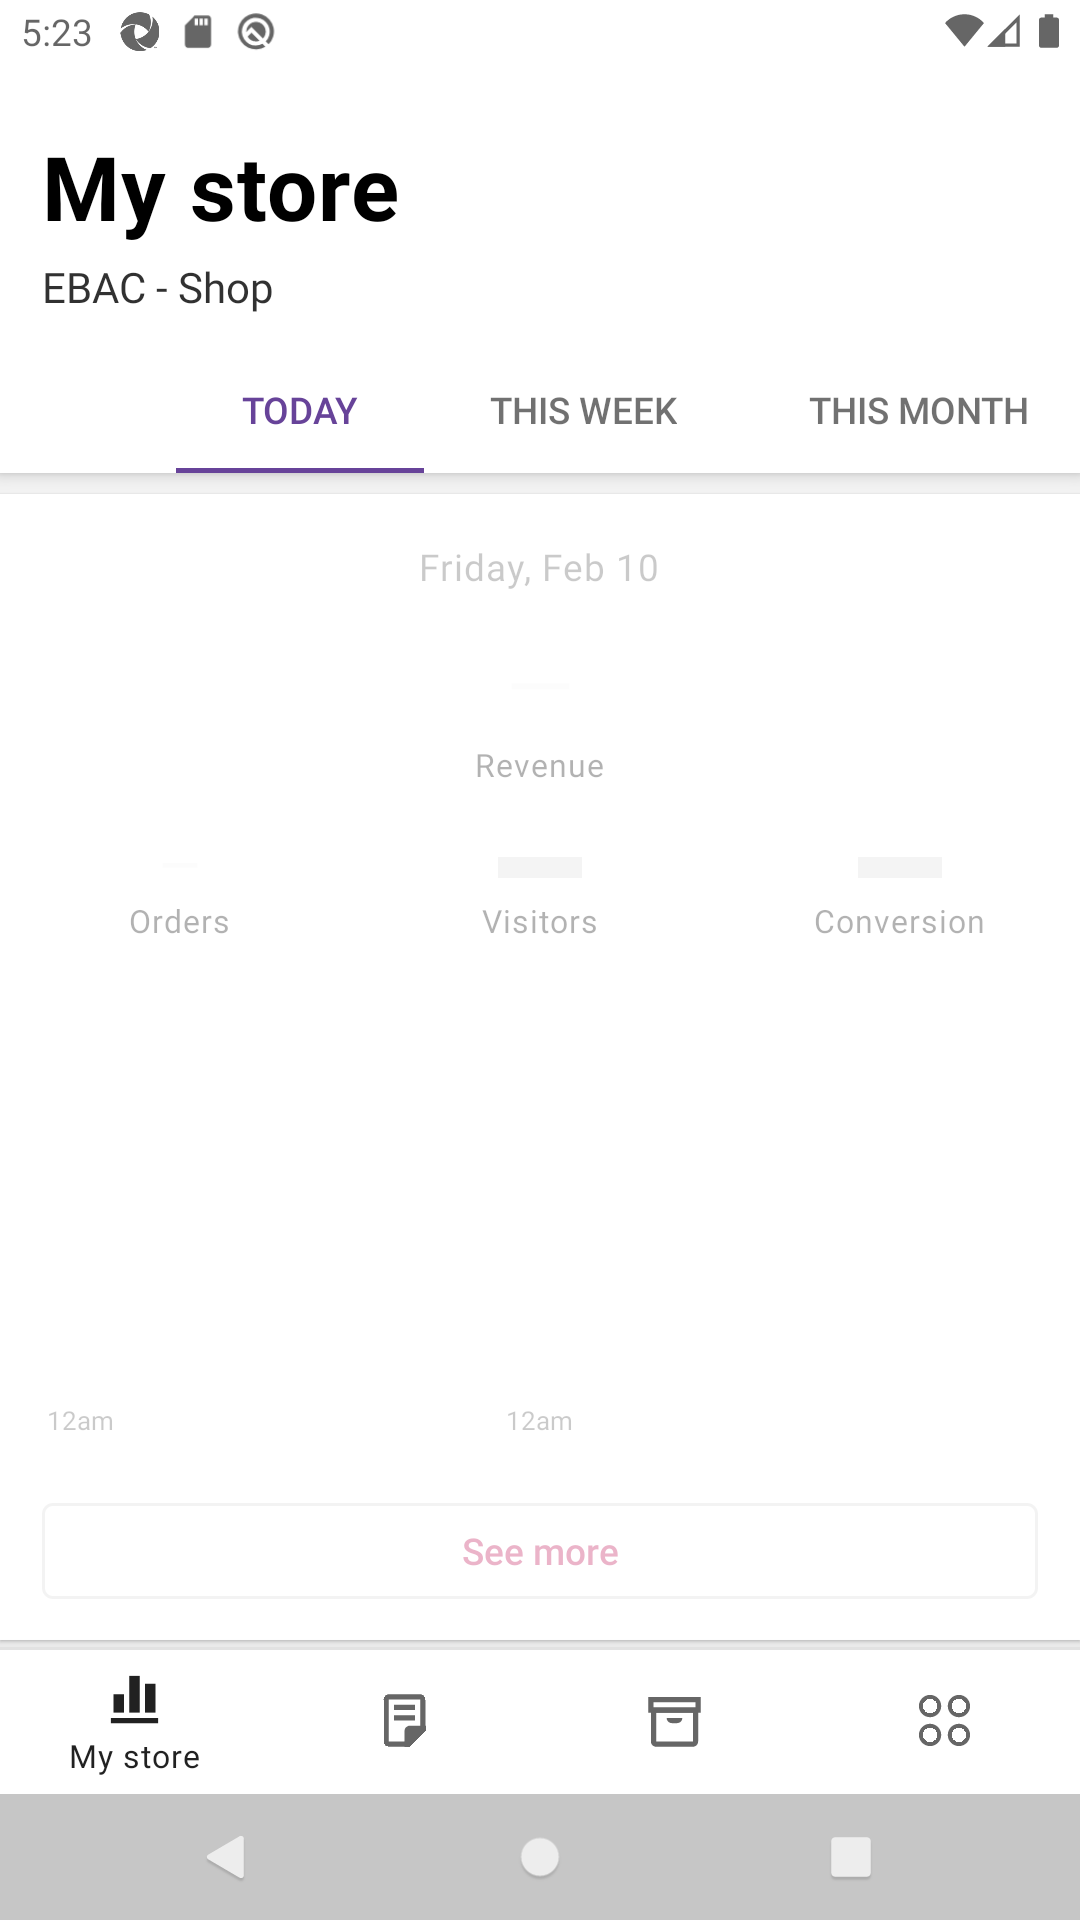 5:23
My store
EBAC - Shop
TODAY THIS WEEK THIS MONTH
Friday, Feb 10
Revenue
Orders Visitors Conversion
12am 12am
See more
My store